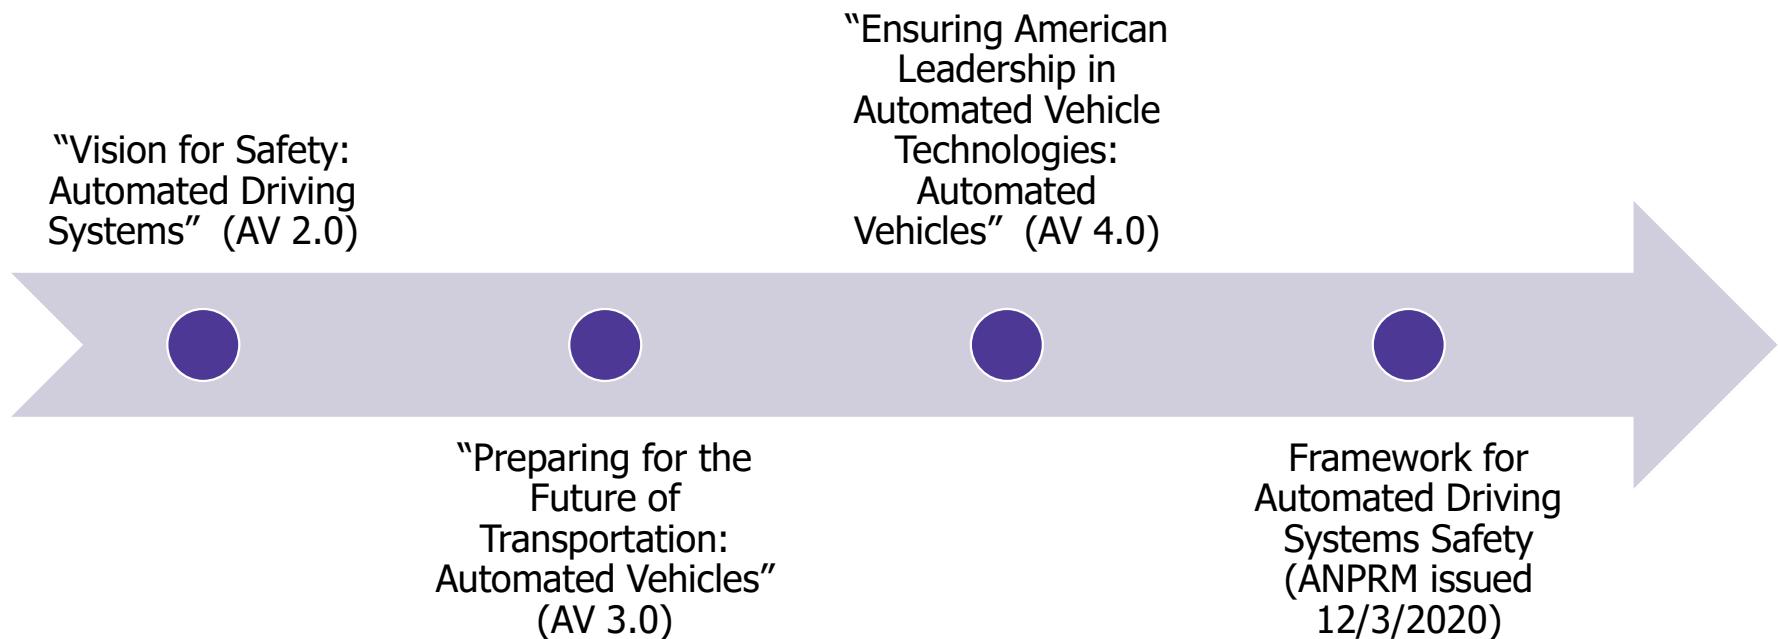 “Vision for Safety:
Automated Driving
Systems” (AV 2.0)
“Preparing for the
Future of
Transportation:
Automated Vehicles”
(AV 3.0)
“Ensuring American
Leadership in
Automated Vehicle
Technologies:
Automated
Vehicles” (AV 4.0)
Framework for
Automated Driving
Systems Safety
(ANPRM issued
12/3/2020)